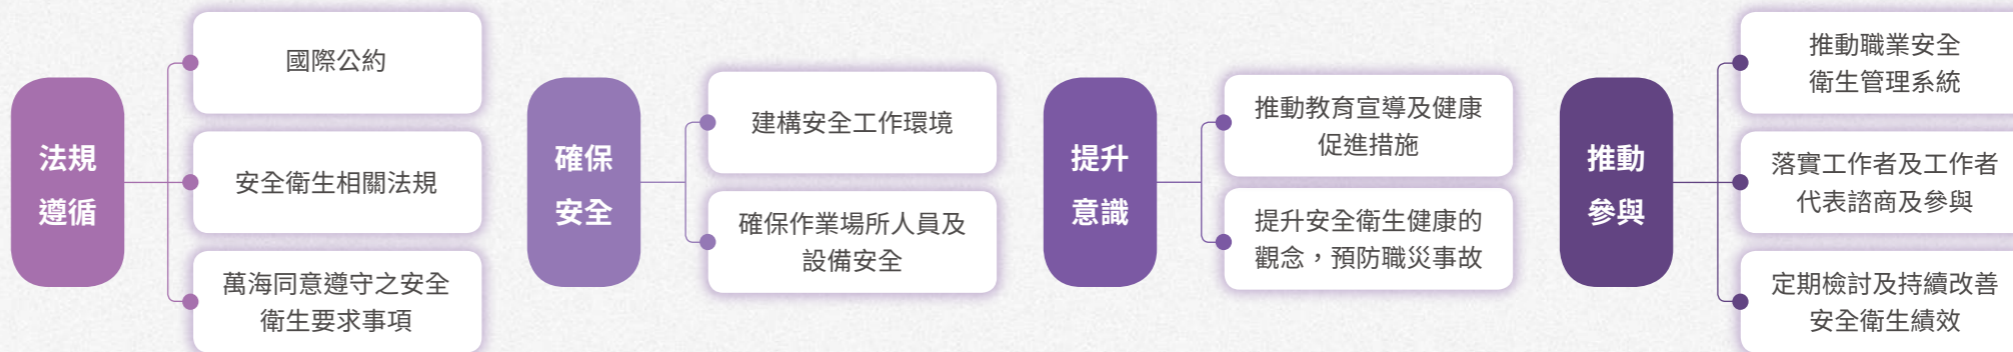 法規
遵循
國際公約
安全衛生相關法規
萬海同意遵守之安全
衛生要求事項
確保
安全
建構安全工作環境
確保作業場所人員及
設備安全
提升
意識
推動教育宣導及健康
促進措施
提升安全衛生健康的
觀念，預防職災事故
推動
參與
推動職業安全
衛生管理系統
落實工作者及工作者
代表諮商及參與
定期檢討及持續改善
安全衛生績效